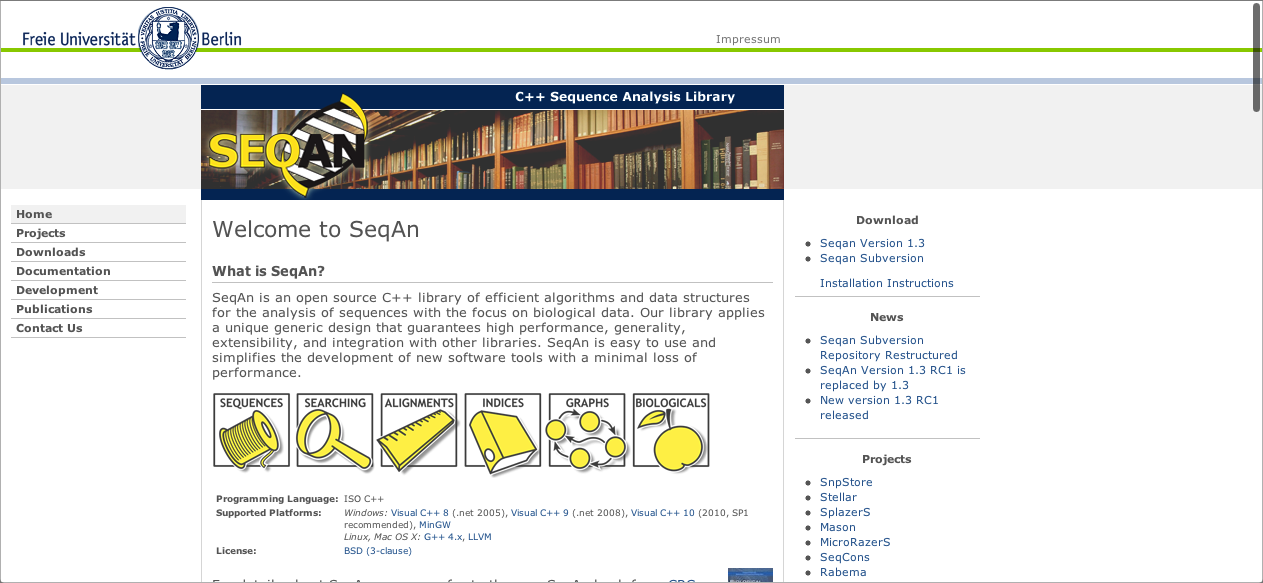 Freie Universität Berlin
Impressum
C++ Sequence Analysis Library
SEQAN
Home
Projects
Downloads
Documentation
Development
Publications
Contact Us
Welcome to SeqAn
What is SeqAn?
SeqAn is an open source C++ library of efficient algorithms and data structures
for the analysis of sequences with the focus on biological data. Our library applies
a unique generic design that guarantees high performance, generality,
extensibility, and integration with other libraries. SeqAn is easy to use and
simplifies the development of new software tools with a minimal loss of
performance.
SEQUENCES SEARCHING ALIGNMENTS INDICES GRAPHS BIOLOGICALS
Programming Language: ISO C++
Supported Platforms: Windows: Visual C++ 8 (.net 2005), Visual C++ 9 (.net 2008), Visual C++ 10 (2010, SP1
recommended), MinGW
Linux, Mac OS X: G++ 4.x, LLVM
License: BSD (3-clause)
Download
Seqan Version 1.3
Seqan Subversion
Installation Instructions
News
Seqan Subversion
Repository Restructured
SeqAn Version 1.3 RC1 is
replaced by 1.3
New version 1.3 RC1
released
Projects
SnpStore
Stellar
SplazerS
Mason
MicroRazerS
SeqCons
Rabema